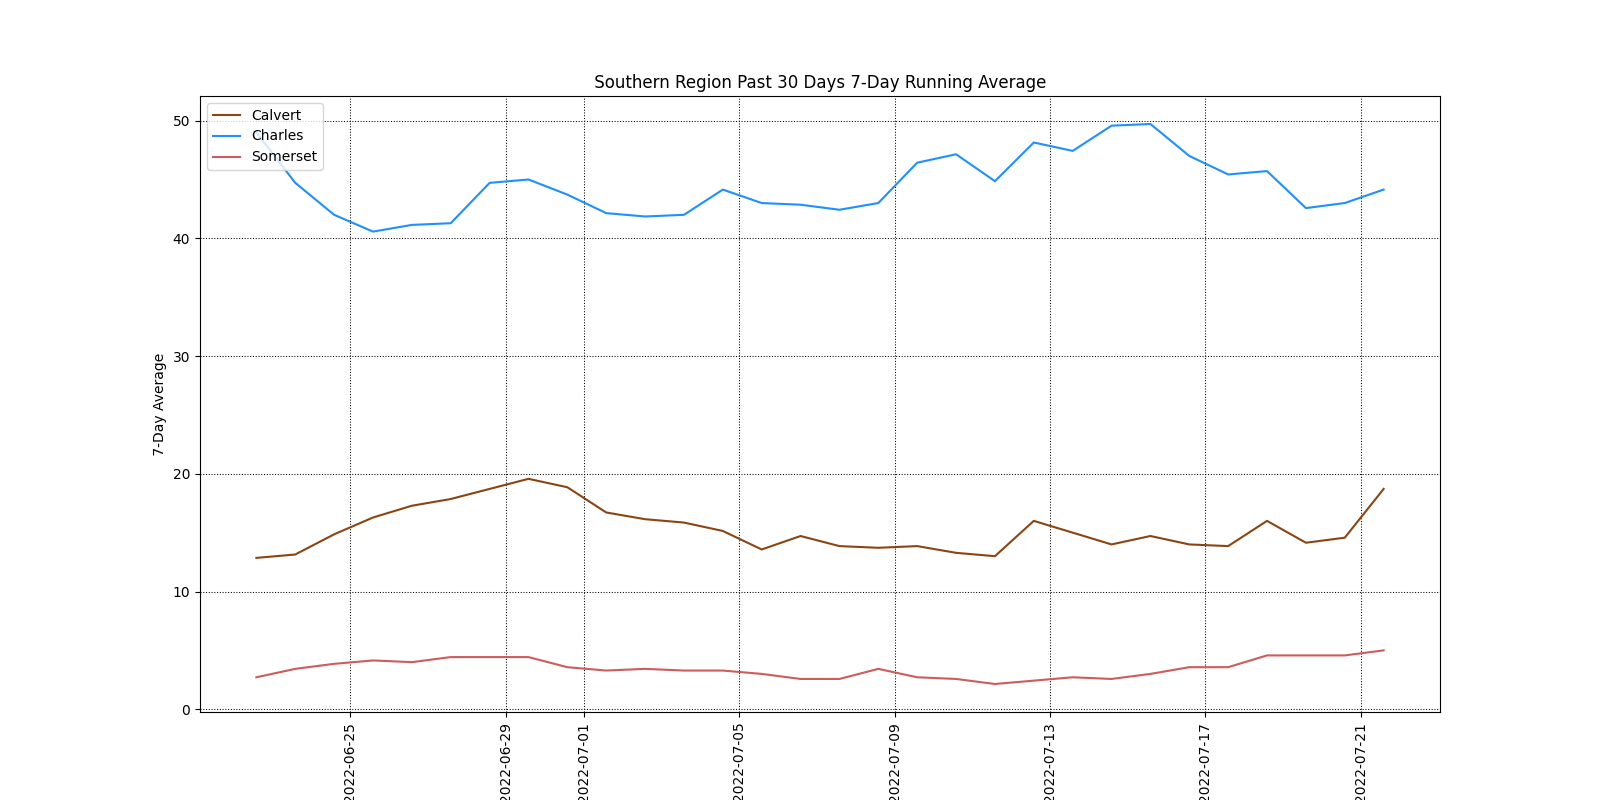 Southern Region Past 30 Days 7-Day Running Average
Calvert
Charles
Somerset
7-Day Average
50
40
30
20
10
0
2022-06-25
2022-06-29
2022-07-01
2022-07-05
2022-07-09
2022-07-13
2022-07-17
2022-07-21